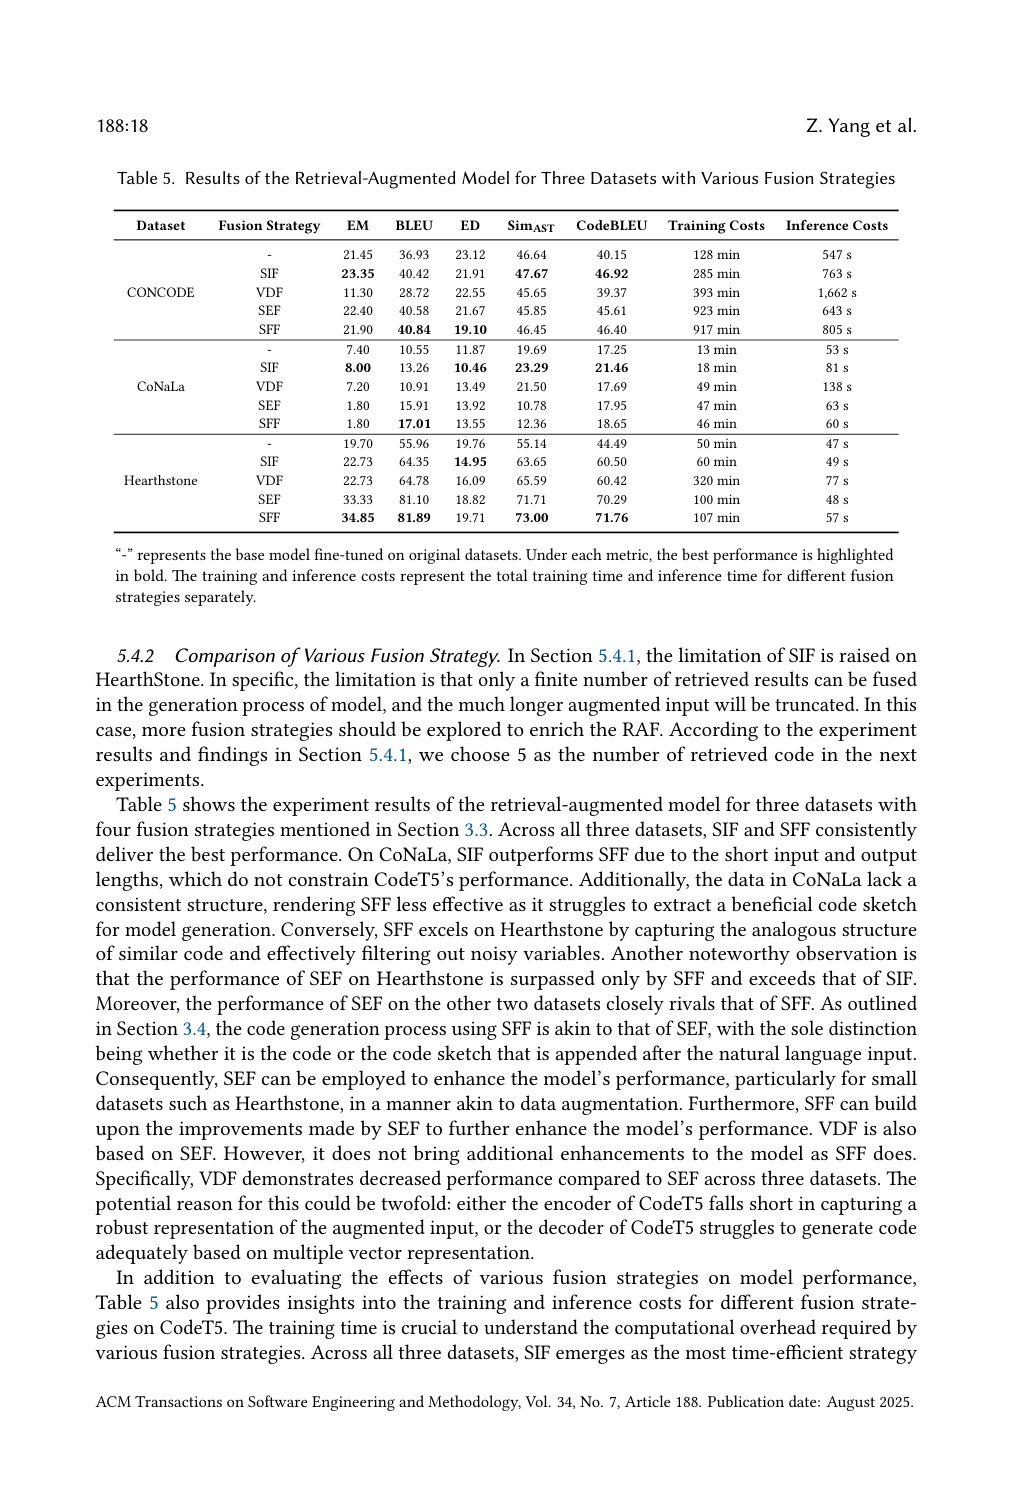 188:18 Z. Yang et al.
Table 5. Results of the Retrieval-Augmented Model for Three Datasets with Various Fusion Strategies
Dataset Fusion Strategy EM BLEU ED SimAST CodeBLEU Training Costs Inference Costs
- 21.45 36.93 23.12 46.64 40.15 128 min 547 s
SIF 23.35 40.42 21.91 47.67 46.92 285 min 763 s
CONCODE VDF 11.30 28.72 22.55 45.65 39.37 393 min 1,662 s
SEF 22.40 40.58 21.67 45.85 45.61 923 min 643 s
SFF 21.90 40.84 19.10 46.45 46.40 917 min 805 s
- 7.40 10.55 11.87 19.69 17.25 13 min 53 s
SIF 8.00 13.26 10.46 23.29 21.46 18 min 81 s
CoNaLa VDF 7.20 10.91 13.49 21.50 17.69 49 min 138 s
SEF 1.80 15.91 13.92 10.78 17.95 47 min 63 s
SFF 1.80 17.01 13.55 12.36 18.65 46 min 60 s
- 19.70 55.96 19.76 55.14 44.49 50 min 47 s
SIF 22.73 64.35 14.95 63.65 60.50 60 min 49 s
Hearthstone VDF 22.73 64.78 16.09 65.59 60.42 320 min 77 s
SEF 33.33 81.10 18.82 71.71 70.29 100 min 48 s
SFF 34.85 81.89 19.71 73.00 71.76 107 min 57 s
“-” represents the base model fine-tuned on original datasets. Under each metric, the best performance is highlighted
in bold. The training and inference costs represent the total training time and inference time for different fusion
strategies separately.
5.4.2 Comparison of Various Fusion Strategy. In Section 5.4.1, the limitation of SIF is raised on
HearthStone. In specific, the limitation is that only a finite number of retrieved results can be fused
in the generation process of model, and the much longer augmented input will be truncated. In this
case, more fusion strategies should be explored to enrich the RAF. According to the experiment
results and findings in Section 5.4.1, we choose 5 as the number of retrieved code in the next
experiments.
Table 5 shows the experiment results of the retrieval-augmented model for three datasets with
four fusion strategies mentioned in Section 3.3. Across all three datasets, SIF and SFF consistently
deliver the best performance. On CoNaLa, SIF outperforms SFF due to the short input and output
lengths, which do not constrain CodeT5’s performance. Additionally, the data in CoNaLa lack a
consistent structure, rendering SFF less effective as it struggles to extract a beneficial code sketch
for model generation. Conversely, SFF excels on Hearthstone by capturing the analogous structure
of similar code and effectively filtering out noisy variables. Another noteworthy observation is
that the performance of SEF on Hearthstone is surpassed only by SFF and exceeds that of SIF.
Moreover, the performance of SEF on the other two datasets closely rivals that of SFF. As outlined
in Section 3.4, the code generation process using SFF is akin to that of SEF, with the sole distinction
being whether it is the code or the code sketch that is appended after the natural language input.
Consequently, SEF can be employed to enhance the model’s performance, particularly for small
datasets such as Hearthstone, in a manner akin to data augmentation. Furthermore, SFF can build
upon the improvements made by SEF to further enhance the model’s performance. VDF is also
based on SEF. However, it does not bring additional enhancements to the model as SFF does.
Specifically, VDF demonstrates decreased performance compared to SEF across three datasets. The
potential reason for this could be twofold: either the encoder of CodeT5 falls short in capturing a
robust representation of the augmented input, or the decoder of CodeT5 struggles to generate code
adequately based on multiple vector representation.
In addition to evaluating the effects of various fusion strategies on model performance,
Table 5 also provides insights into the training and inference costs for different fusion strate-
gies on CodeT5. The training time is crucial to understand the computational overhead required by
various fusion strategies. Across all three datasets, SIF emerges as the most time-efficient strategy
ACM Transactions on Software Engineering and Methodology, Vol. 34, No. 7, Article 188. Publication date: August 2025.